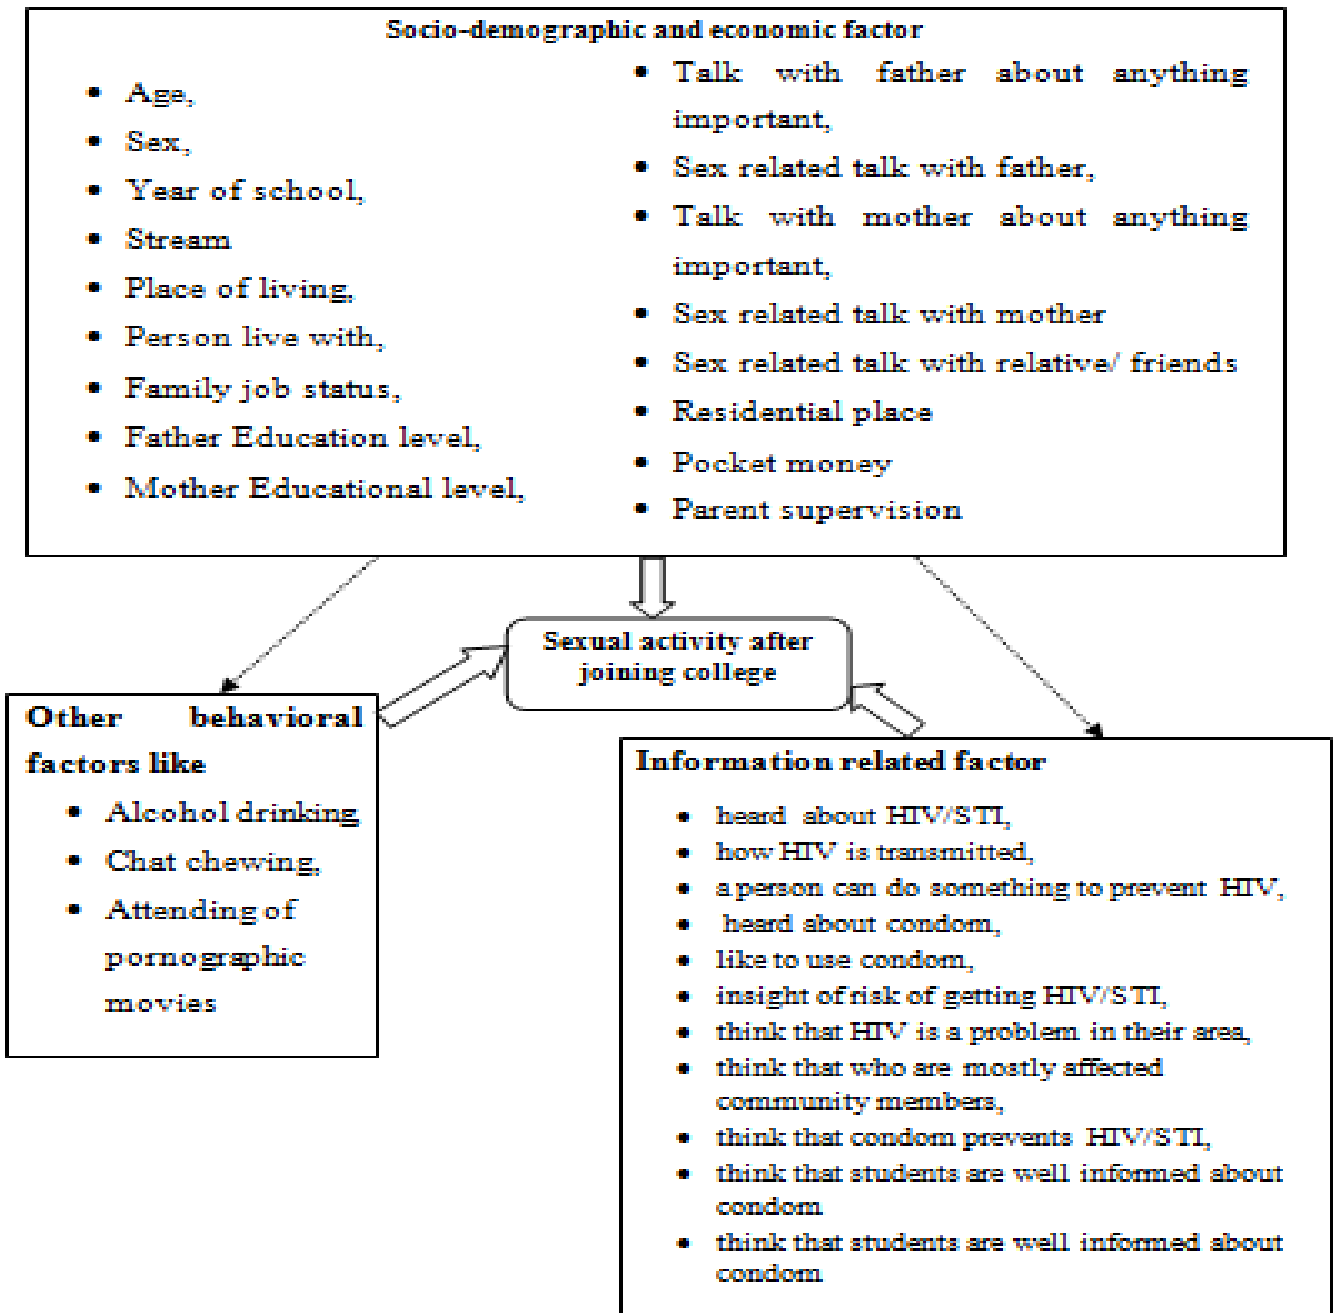 Socio-demographic and economic factor
• Age,
• Sex,
• Year of school,
• Stream
• Place of living,
• Person live with,
• Family job status,
• Father Education level,
• Mother Educational level,
• Talk with father about anything
important,
• Sex related talk with father,
• Talk with mother about anything
important,
• Sex related talk with mother
• Sex related talk with relative/ friends
• Residential place
• Pocket money
• Parent supervision
Sexual activity after
joining college
Other behavioral
factors like
• Alcohol drinking
• Chat chewing,
• Attending of
pornographic
movies
Information related factor
• heard about HIV/STI,
• how HIV is transmitted,
• a person can do something to prevent HIV,
• heard about condom,
• like to use condom,
• insight of risk of getting HIV/STI,
• think that HIV is a problem in their area,
• think that who are mostly affected
community members,
• think that condom prevents HIV/STI,
• think that students are well informed about
condom
• think that students are well informed about
condom